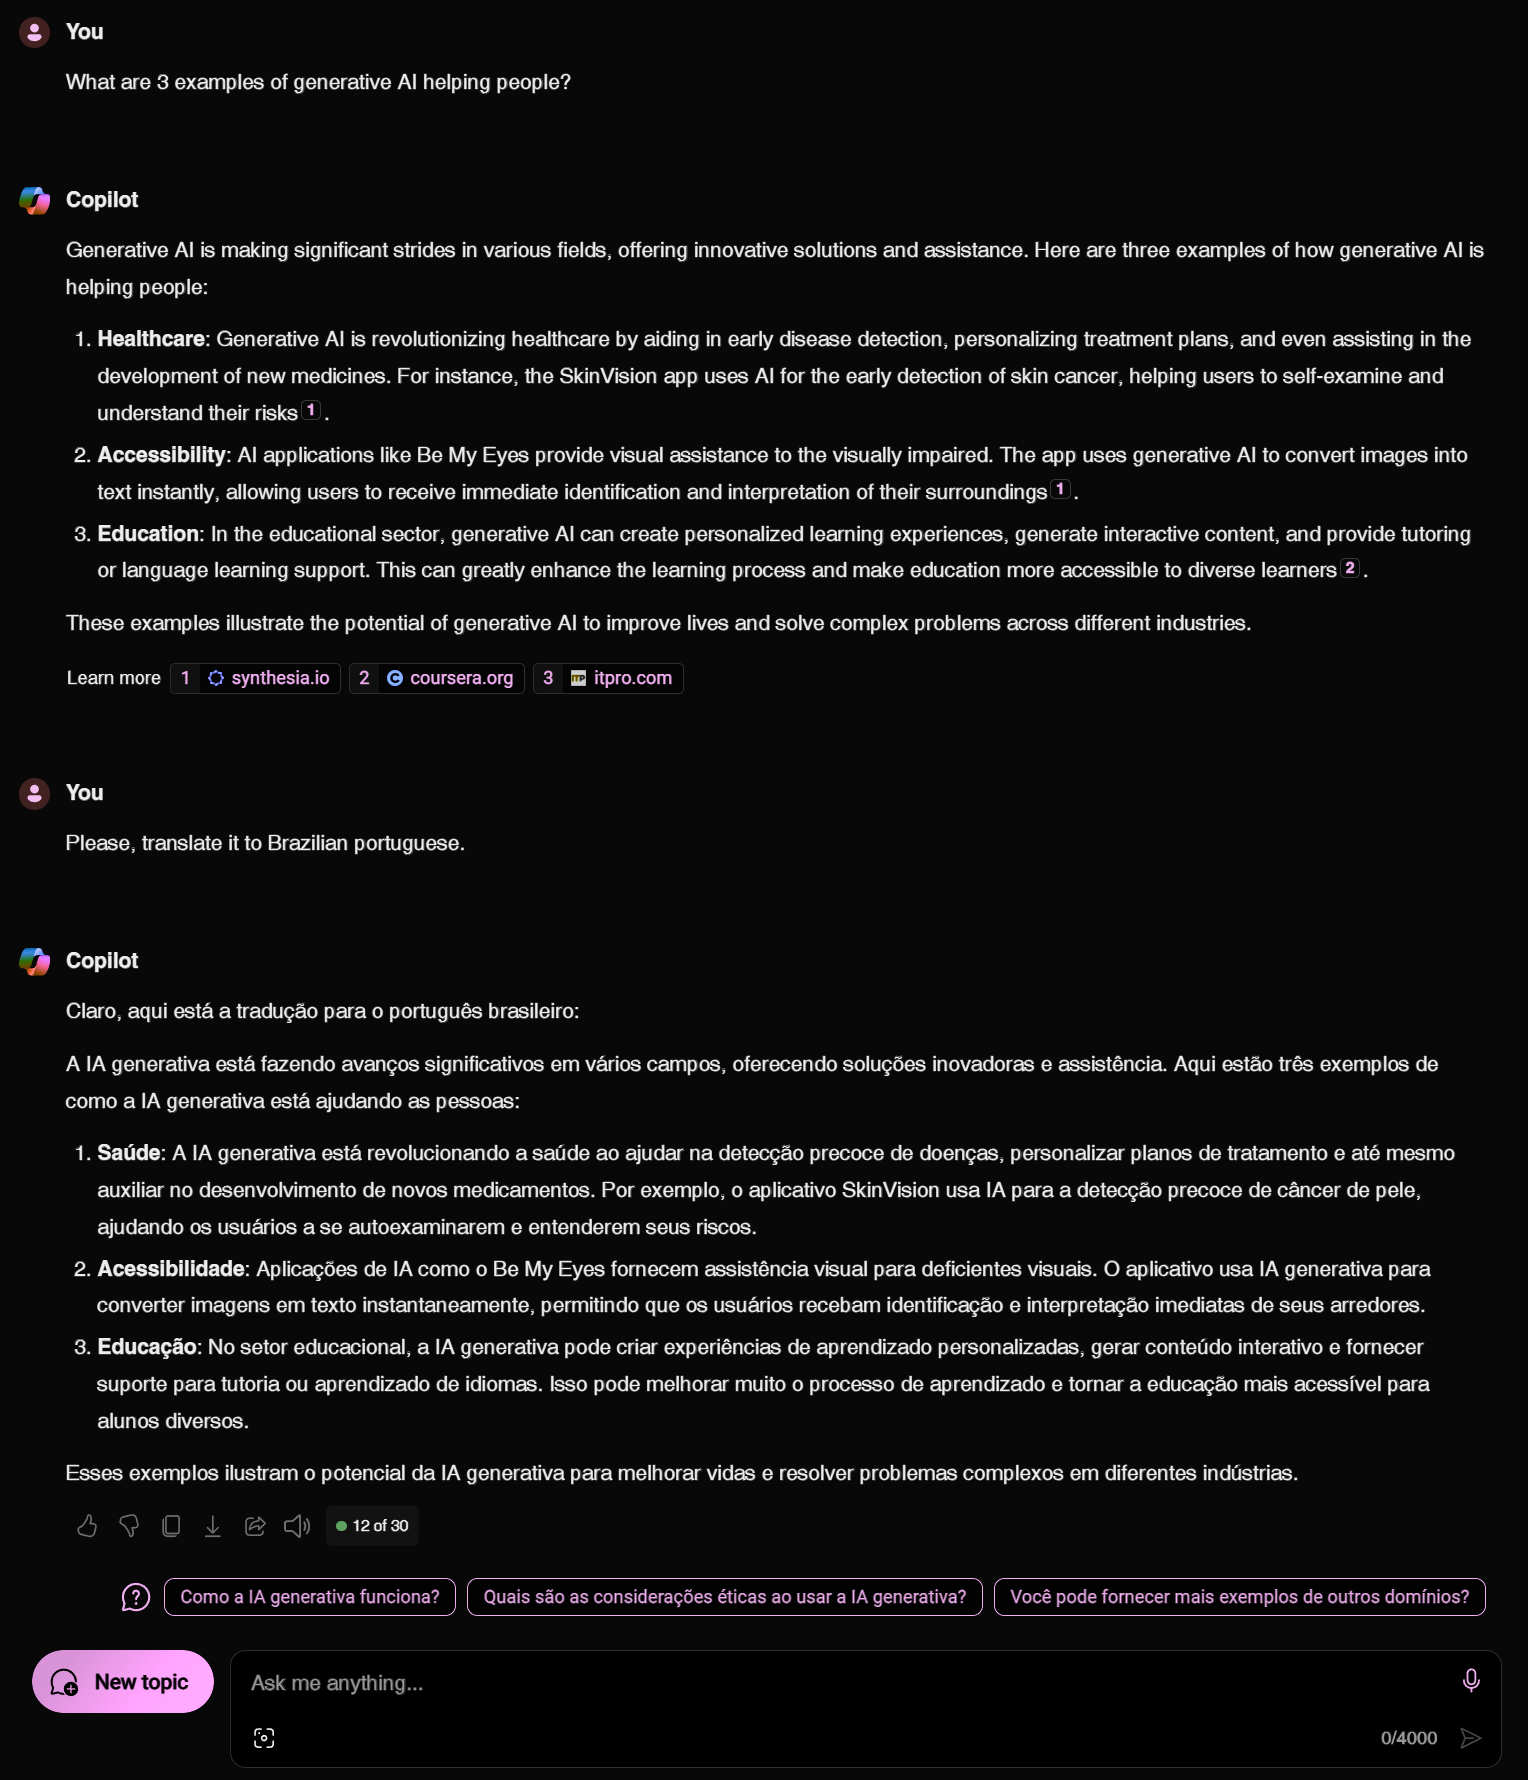 You
What are 3 examples of generative AI helping people?
Copilot
Generative AI is making significant strides in various fields, offering innovative solutions and assistance. Here are three examples of how generative AI is
helping people:
1. Healthcare: Generative AI is revolutionizing healthcare by aiding in early disease detection, personalizing treatment plans, and even assisting in the
development of new medicines. For instance, the SkinVision app uses AI for the early detection of skin cancer, helping users to self-examine and
understand their risks 1 .
2. Accessibility: AI applications like Be My Eyes provide visual assistance to the visually impaired. The app uses generative AI to convert images into
text instantly, allowing users to receive immediate identification and interpretation of their surroundings 1 .
3. Education: In the educational sector, generative AI can create personalized learning experiences, generate interactive content, and provide tutoring
or language learning support. This can greatly enhance the learning process and make education more accessible to diverse learners 2 .
These examples illustrate the potential of generative AI to improve lives and solve complex problems across different industries.
Learn more 1 synthesia.io 2 C coursera.org 3 ITP itpro.com
You
Please, translate it to Brazilian portuguese.
Copilot
Claro, aqui está a tradução para o português brasileiro:
A IA generativa está fazendo avanços significativos em vários campos, oferecendo soluções inovadoras e assistência. Aqui estão três exemplos de
como a IA generativa está ajudando as pessoas:
1. Saúde: A IA generativa está revolucionando a saúde ao ajudar na detecção precoce de doenças, personalizar planos de tratamento e até mesmo
auxiliar no desenvolvimento de novos medicamentos. Por exemplo, o aplicativo SkinVision usa IA para a detecção precoce de câncer de pele,
ajudando os usuários a se autoexaminarem e entenderem seus riscos.
2. Acessibilidade: Aplicações de IA como o Be My Eyes fornecem assistência visual para deficientes visuais. O aplicativo usa IA generativa para
converter imagens em texto instantaneamente, permitindo que os usuários recebam identificação e interpretação imediatas de seus arredores.
3. Educação: No setor educacional, a IA generativa pode criar experiências de aprendizado personalizadas, gerar conteúdo interativo e fornecer
suporte para tutoria ou aprendizado de idiomas. Isso pode melhorar muito o processo de aprendizado e tornar a educação mais acessível para
alunos diversos.
Esses exemplos ilustram o potencial da IA generativa para melhorar vidas e resolver problemas complexos em diferentes indústrias.
12 of 30
Como a IA generativa funciona? Quais são as considerações éticas ao usar a IA generativa? Você pode fornecer mais exemplos de outros domínios?
New topic
Ask me anything...
0/4000